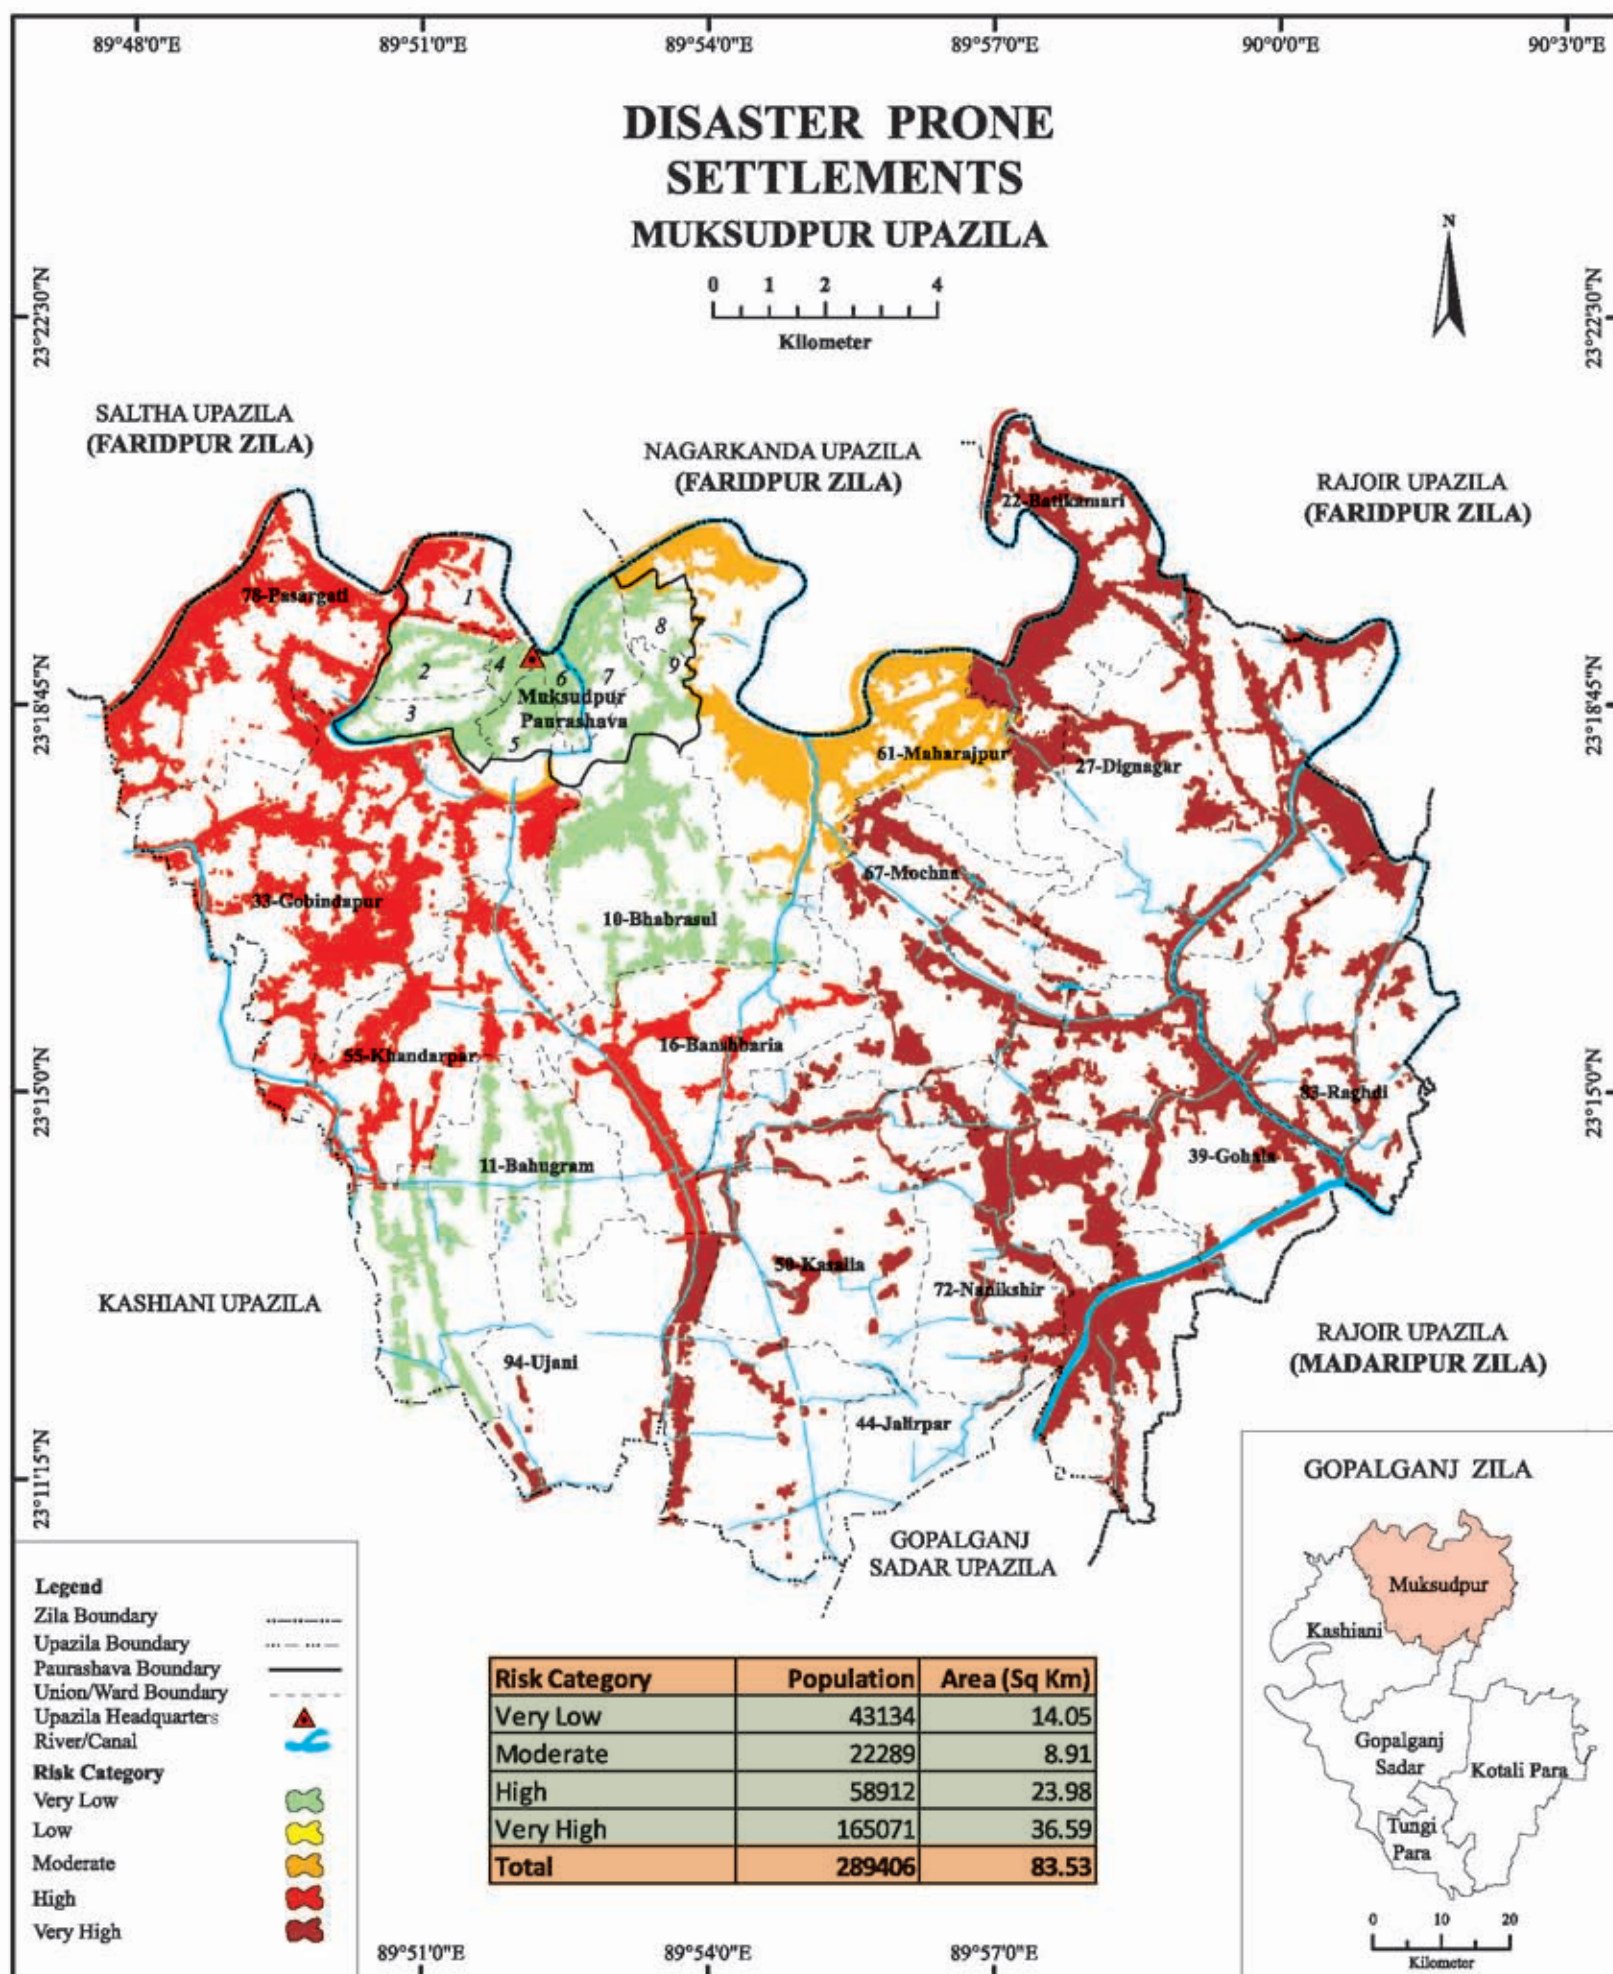 89°48'0"E 89°51'0"E 89°54'0"E 89°57'0"E 90°0'0"E 90°3'0"E
DISASTER PRONE
SETTLEMENTS
MUKSUDPUR UPAZILA
N
0 1 2 4
Kilometer
23°22'30"N 23°22'30"N
SALTHA UPAZILA
(FARIDPUR ZILA)
NAGARKANDA UPAZILA
(FARIDPUR ZILA)
RAJOIR UPAZILA
(FARIDPUR ZILA)
22-Batikamari
78-Pasargati
1
8
2
4
9
6
7
23°18'45"N 23°18'45"N
Muksudpur
Paurashava
3
5
61-Maharajpur
27-Dignagar
67-Mochna
33-Gobindapur
10-Bhabrasul
16-Banshbaria
55-Khandarpar
23°15'0"N 23°15'0"N
83-Raghdi
39-Gohala
11-Bahugram
50-Kasalia
72-Nanikshir
KASHIANI UPAZILA
RAJOIR UPAZILA
(MADARIPUR ZILA)
94-Ujani
44-Jalirpar
23°11'15"N
GOPALGANJ
SADAR UPAZILA
GOPALGANJ ZILA
Muksudpur
Kashiani
Gopalganj
Sadar
Kotali Para
Tungi
Para
0 10 20
Kilometer
Legend
Zila Boundary
Upazila Boundary
Paurashava Boundary
Union/Ward Boundary
Upazila Headquarters
River/Canal
Risk Category
Very Low
Low
Moderate
High
Very High
Risk Category Population Area (Sq Km)
Very Low 43134 14.05
Moderate 22289 8.91
High 58912 23.98
Very High 165071 36.59
Total 289406 83.53
89°51'0"E 89°54'0"E 89°57'0"E